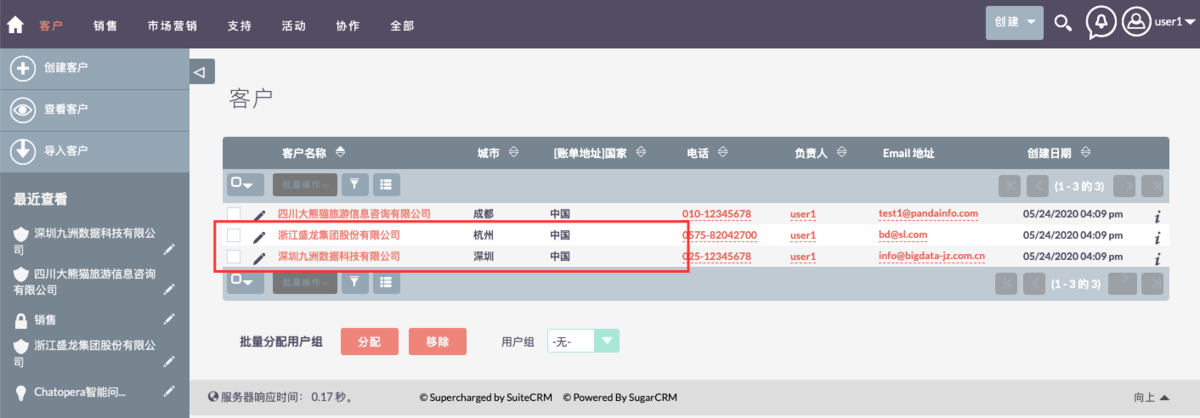 客户 销售 市场营销 支持 活动 协作 全部 创建 user1
创建客户
查看客户
导入客户
最近查看
深圳九洲数据科技有限公
司
四川大熊猫旅游信息咨询
有限公司
销售
浙江盛龙集团股份有限公
司
Chatopera智能问...
客户
客户名称 城市 [账单地址]国家 电话 负责人 Email 地址 创建日期
批量操作 (1 - 3 的 3)
四川大熊猫旅游信息咨询有限公司 成都 中国 010-12345678 user1 test1@pandainfo.com 05/24/2020 04:09 pm
浙江盛龙集团股份有限公司 杭州 中国 0575-82042700 user1 bd@sl.com 05/24/2020 04:09 pm
深圳九洲数据科技有限公司 深圳 中国 025-12345678 user1 info@bigdata-jz.com.cn 05/24/2020 04:09 pm
批量操作 (1 - 3 的 3)
批量分配用户组 分配 移除 用户组 -无-
服务器响应时间： 0.17 秒。 © Supercharged by SuiteCRM © Powered By SugarCRM 向上